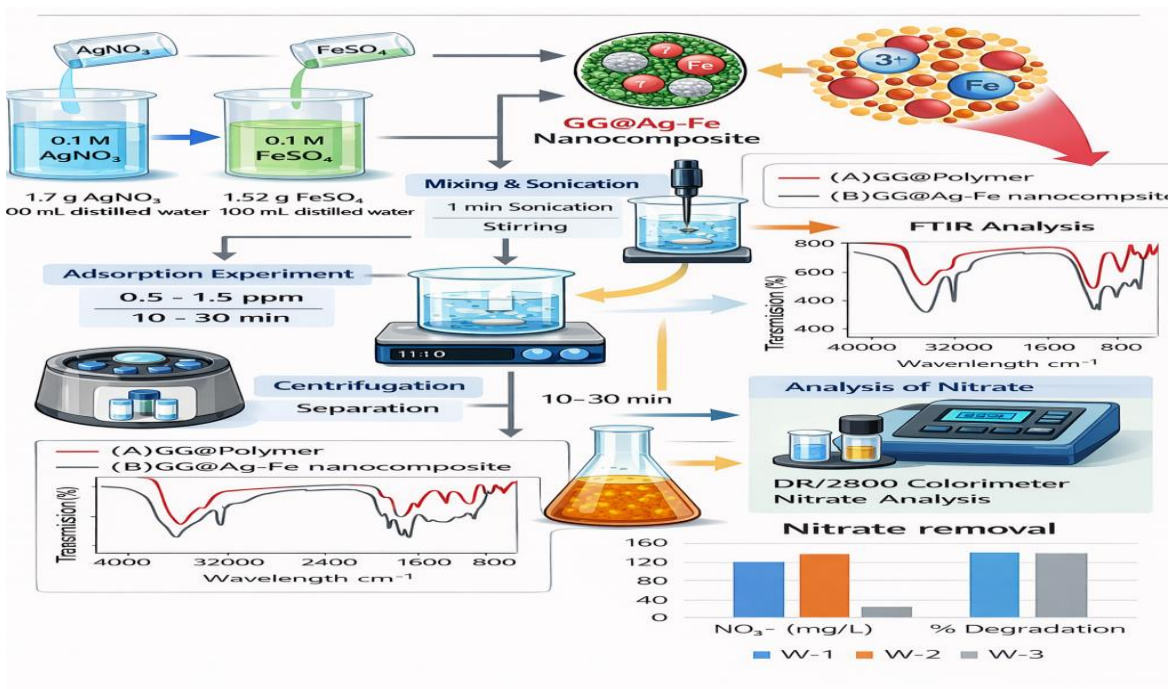 AgNO₃
FeSO₄
0.1 M
AgNO₃
0.1 M
FeSO₄
1.7 g AgNO₃
00 mL distilled water
1.52 g FeSO₄
100 mL distilled water
?
Fe
?
GG@Ag-Fe
Nanocomposite
3+
Fe
Mixing & Sonication
1 min Sonication
Stirring
(A)GG@Polymer
(B)GG@Ag-Fe nanocompsite
FTIR Analysis
800
600
400
400
Transmision (%)
40000
32000
1600
800
Wavelength cm⁻¹
Adsorption Experiment
0.5 - 1.5 ppm
10 - 30 min
11:10
Centrifugation
Separation
10-30 min
Analysis of Nitrate
DR/2800 Colorimeter
Nitrate Analysis
(A)GG@Polymer
(B)GG@Ag-Fe nanocomposite
Transmision (%)
4000
32000
2400
1600
800
Wavelength cm⁻¹
Nitrate removal
160
120
80
40
0
NO₃- (mg/L)
% Degradation
W-1
W-2
W-3